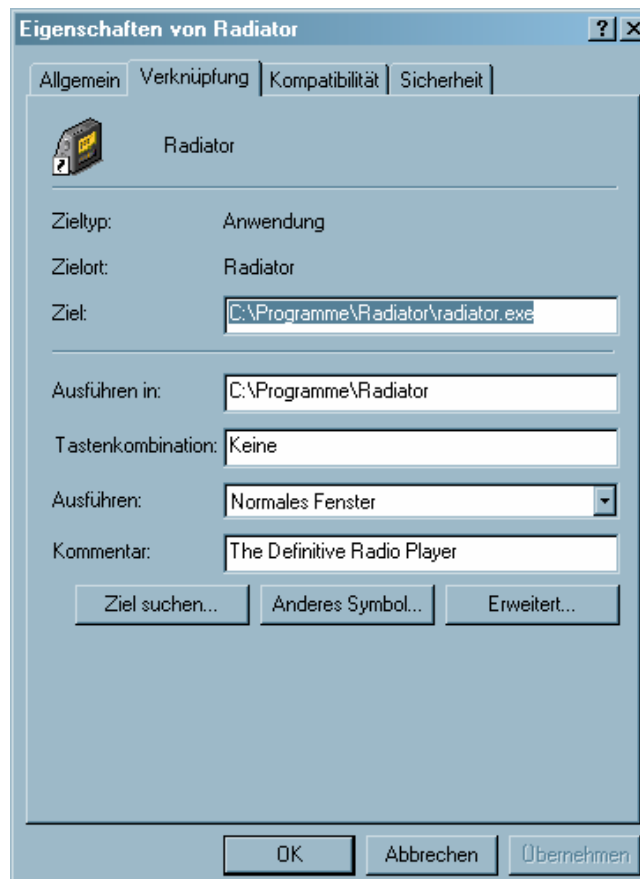 Eigenschaften von Radiator
Allgemein Verknüpfung Kompatibilität Sicherheit
Radiator
Zieltyp: Anwendung
Zielort: Radiator
Ziel: C:\Programme\Radiator\radiator.exe
Ausführen in: C:\Programme\Radiator
Tastenkombination: Keine
Ausführen: Normales Fenster
Kommentar: The Definitive Radio Player
Ziel suchen... Anderes Symbol... Erweitert...
OK Abbrechen Übernehmen